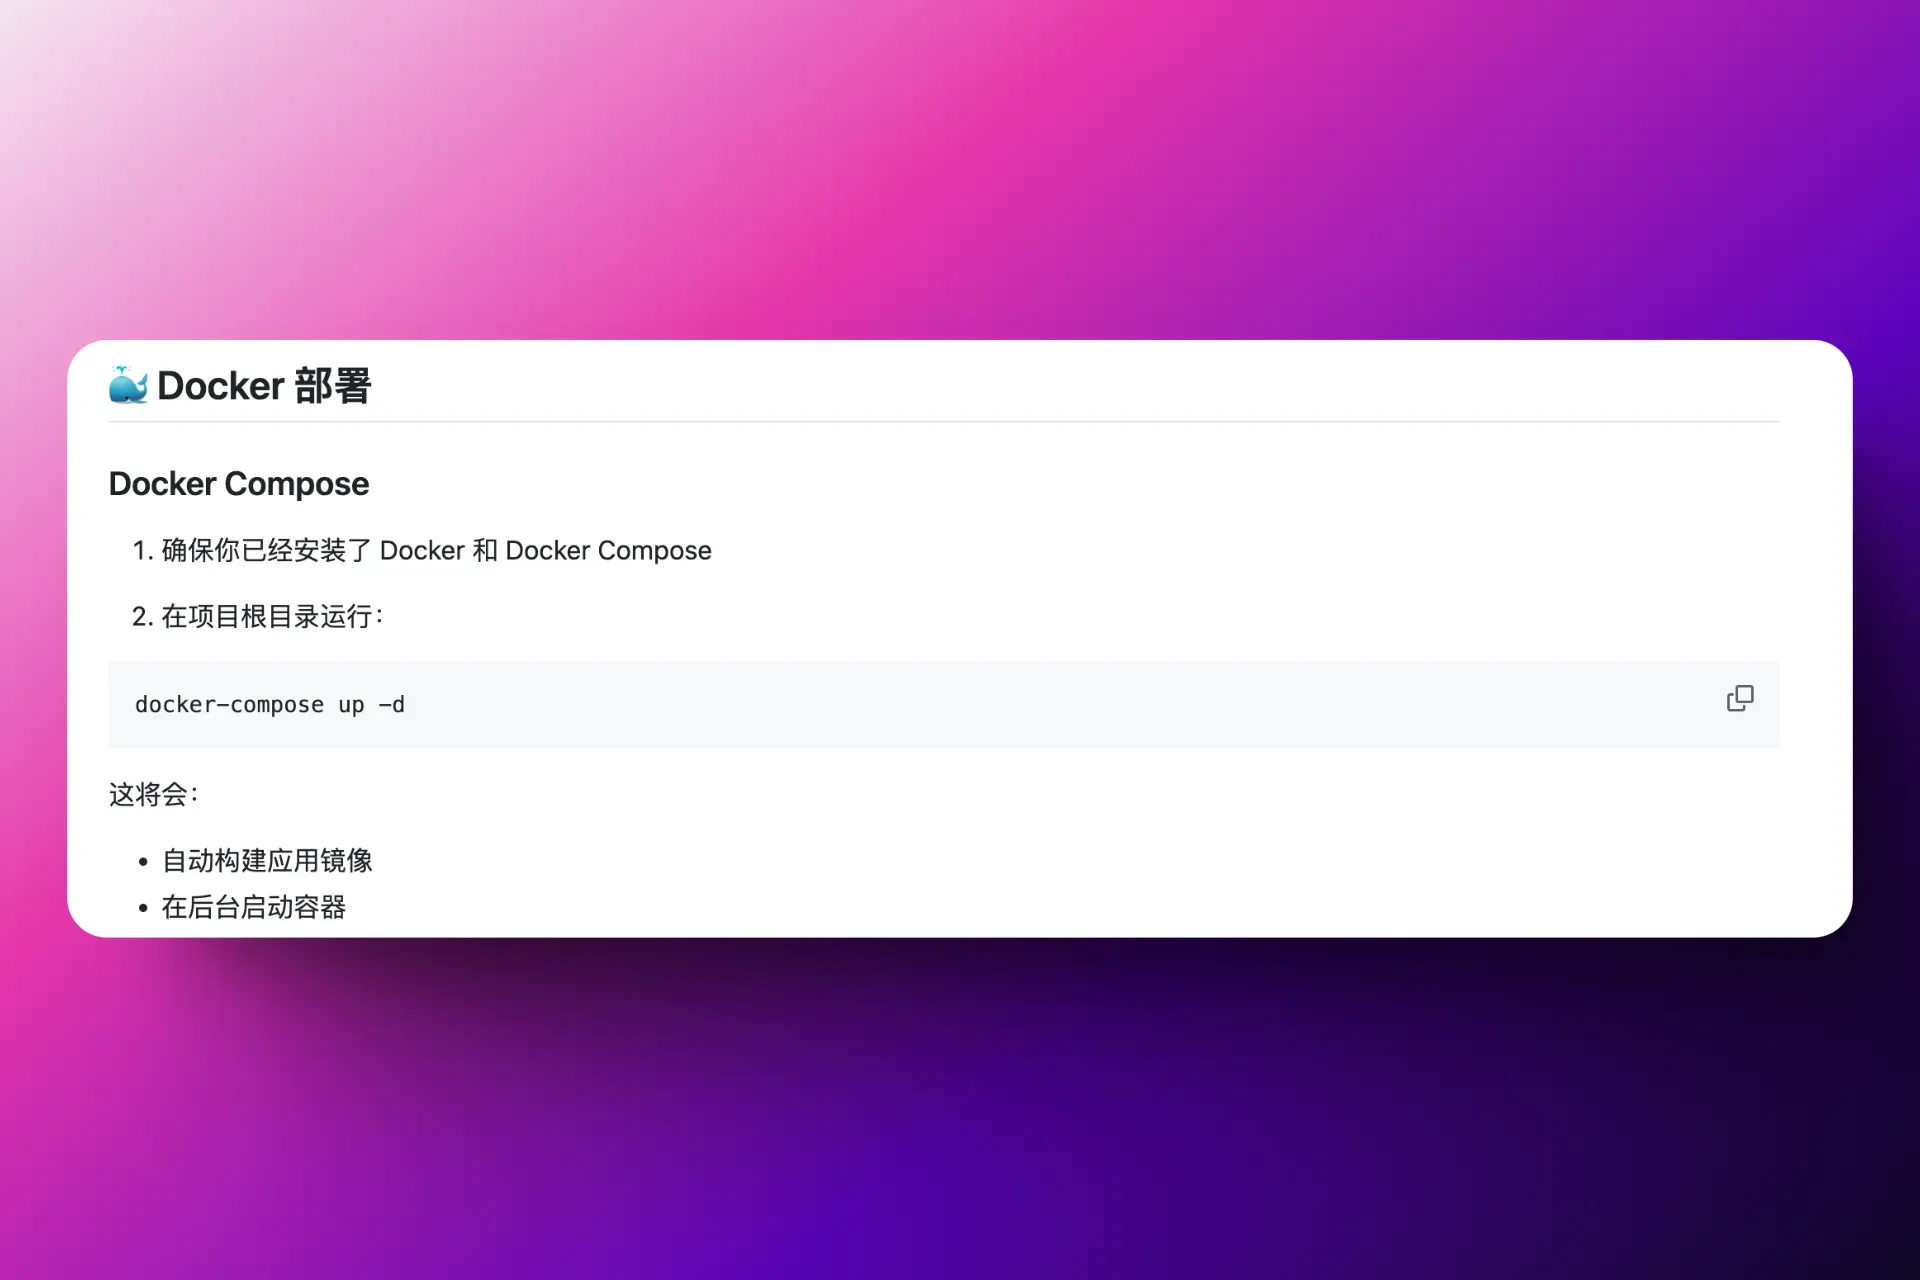 🐳 Docker 部署
Docker Compose
1. 确保你已经安装了 Docker 和 Docker Compose
2. 在项目根目录运行：
docker-compose up -d
这将会：
• 自动构建应用镜像
• 在后台启动容器